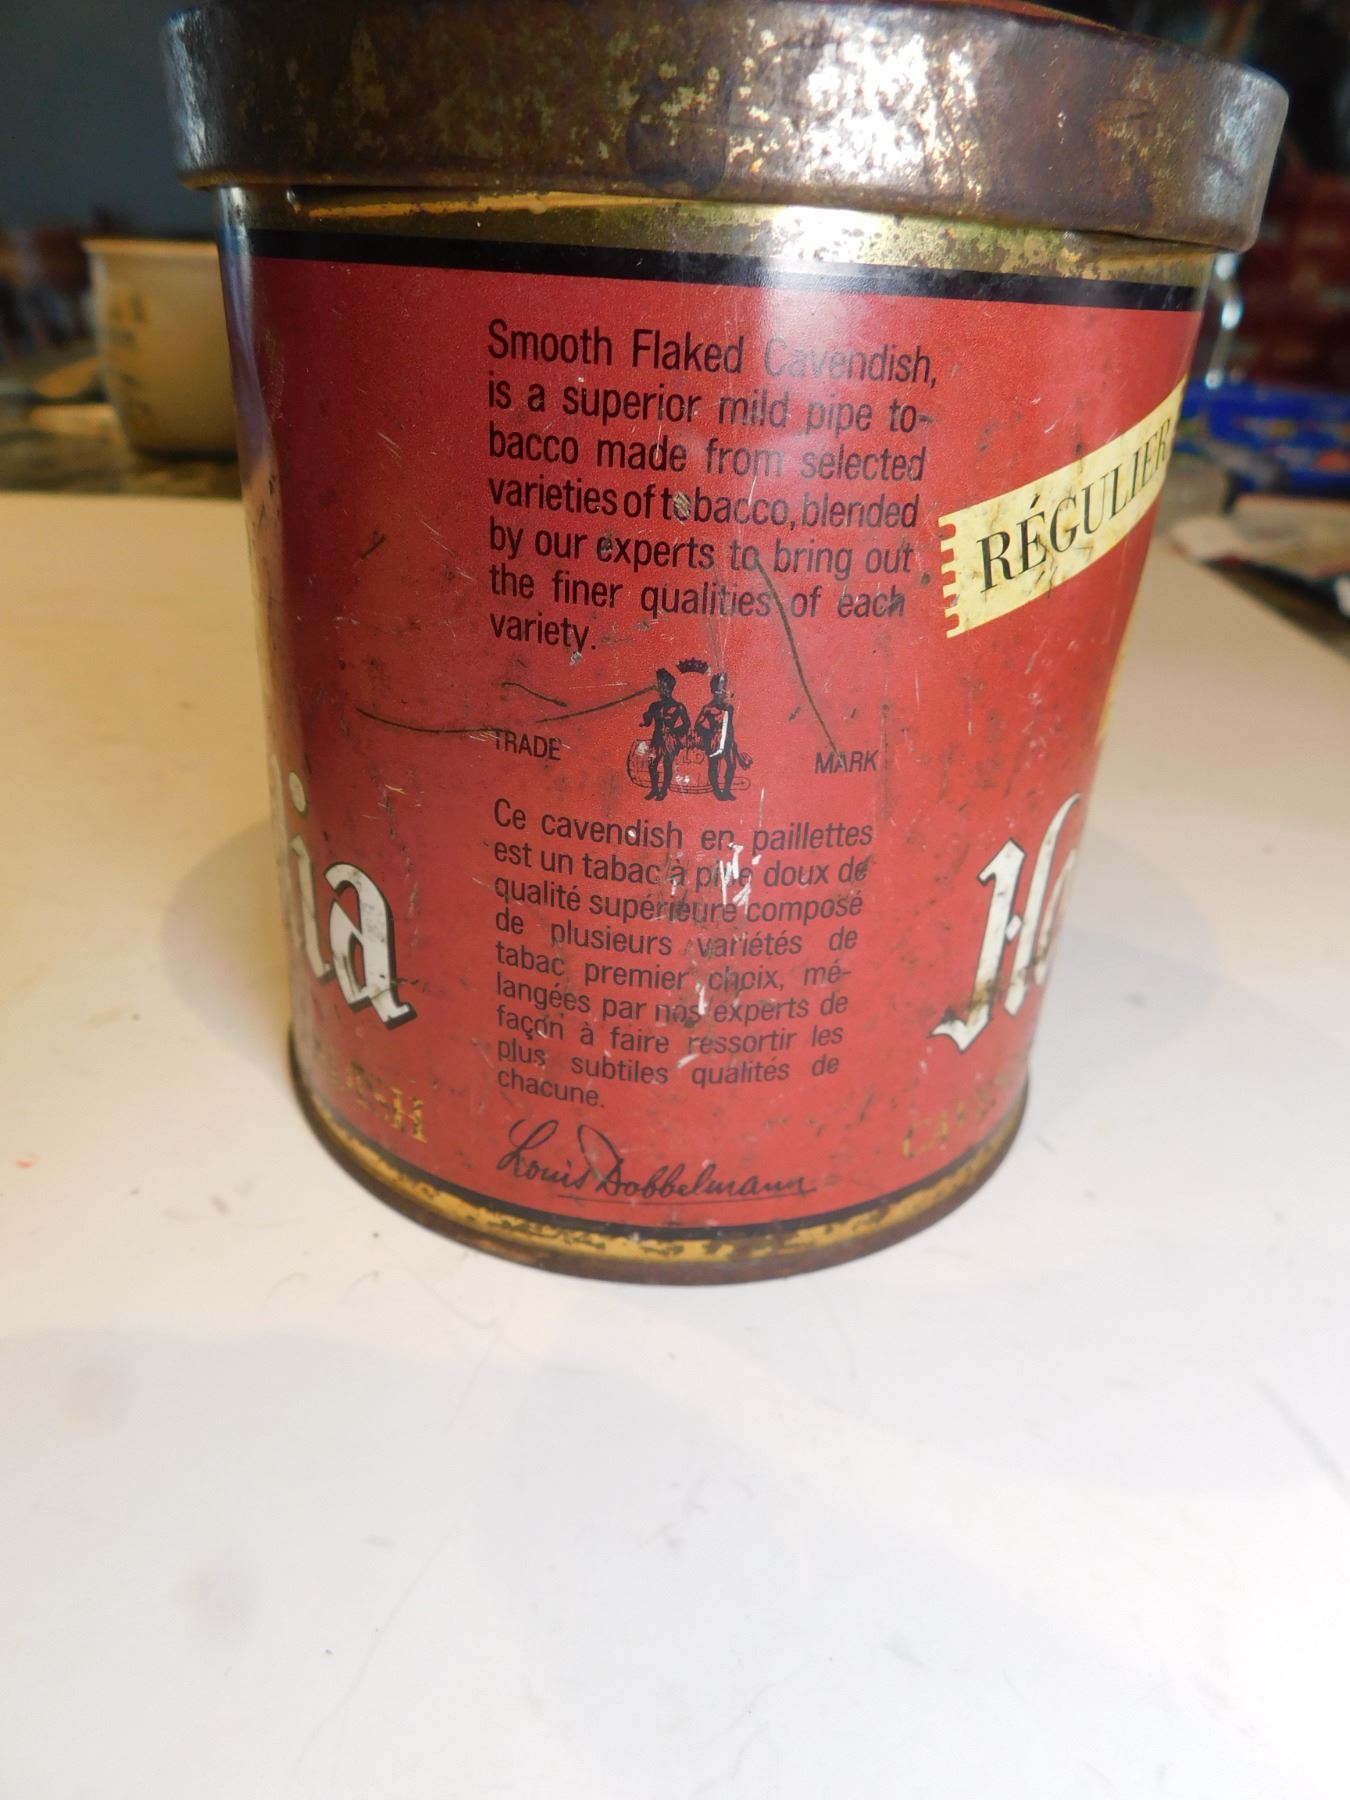 Smooth Flaked Cavendish,
is a superior mild pipe to-
bacco made from selected
varieties of tobacco, blended
by our experts to bring out
the finer qualities of each
variety.
TRADE MARK
Ce cavendish en paillettes
est un tabac à pipe doux de
qualité supérieure composé
de plusieurs variétés de
tabac premier choix, mé-
langées par nos experts de
façon à faire ressortir les
plus subtiles qualités de
chacune.
Louis Dobbelmann
RÉGULIER